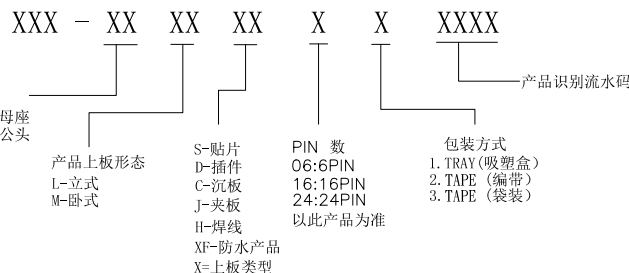 XXX - XX XX XX X X XXXX
产品识别流水码
母座
公头
产品上板形态
L-立式
M-卧式
S-贴片
D-插件
C-沉板
J-夹板
H-焊线
XF-防水产品
X=上板类型
PIN 数
06:6PIN
16:16PIN
24:24PIN
以此产品为准
包装方式
1.TRAY(吸塑盒)
2.TAPE (编带)
3.TAPE (袋装)